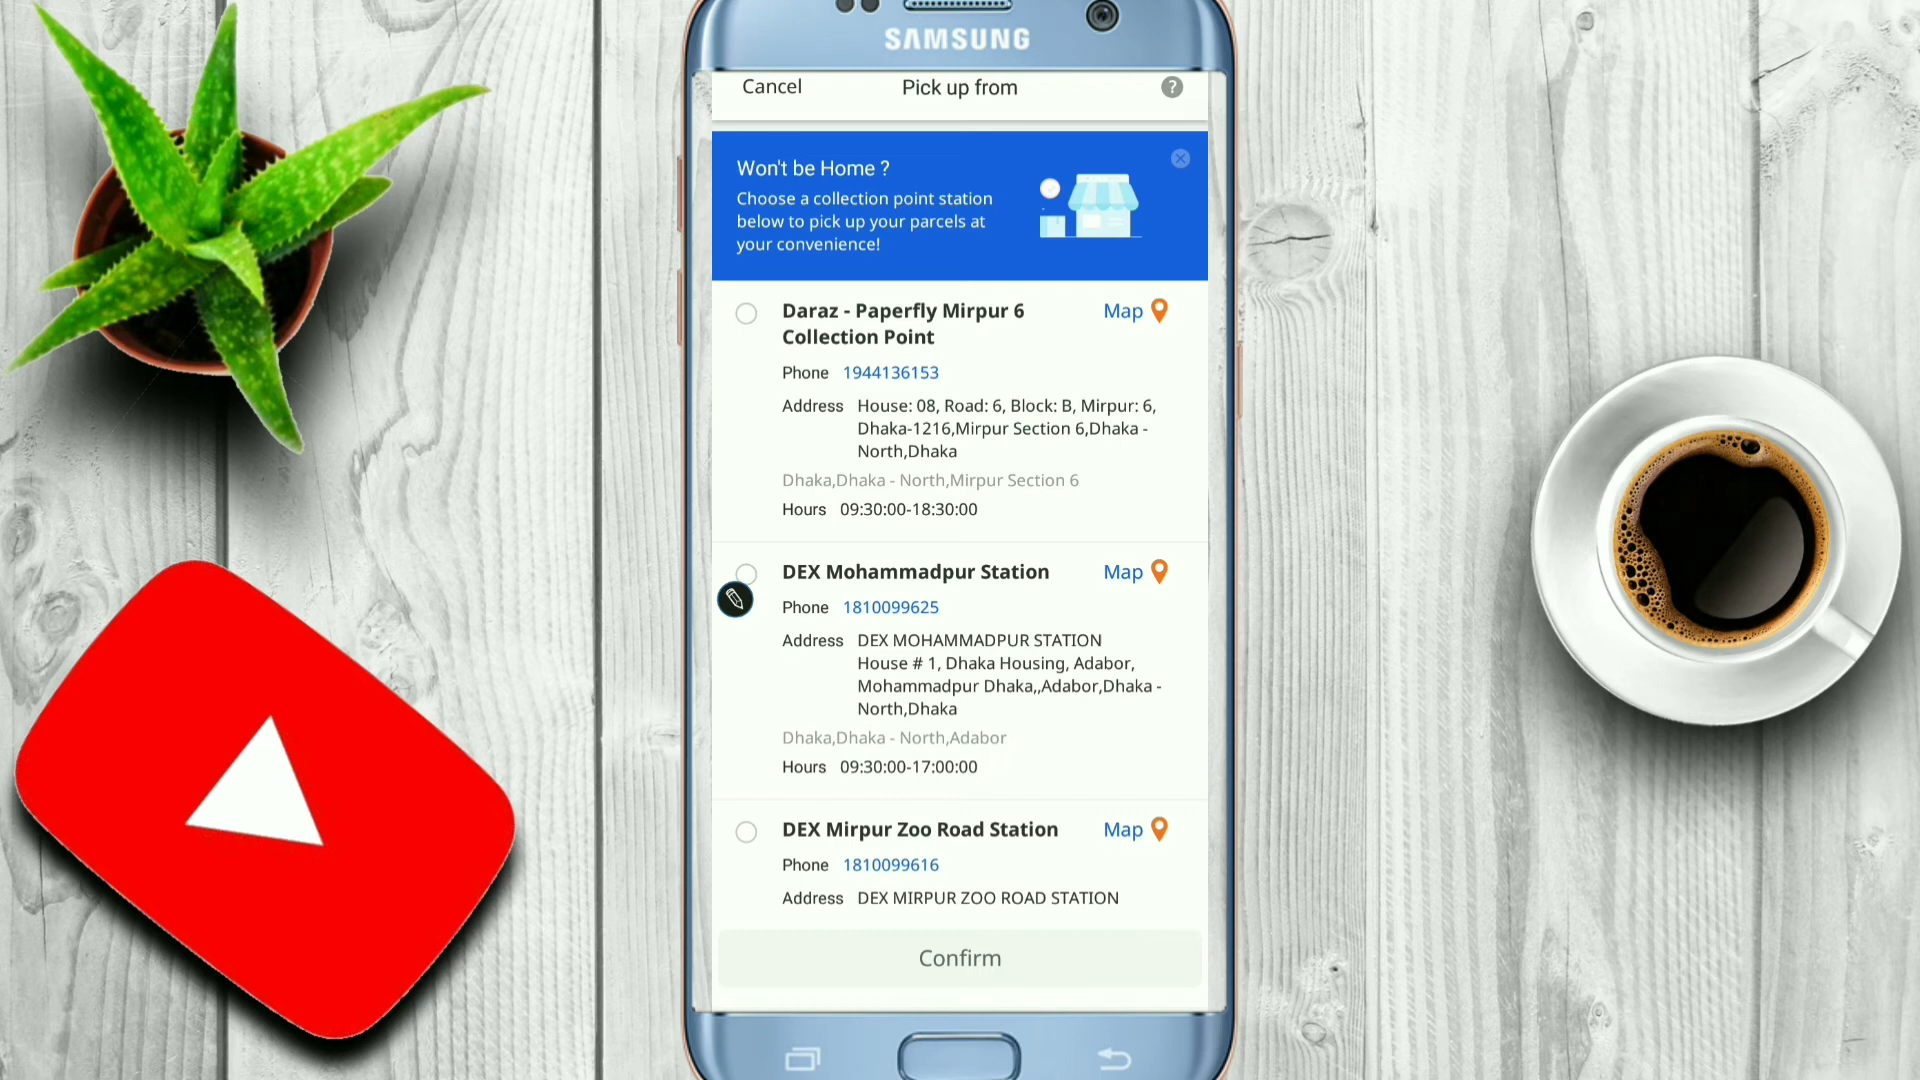 SAMSUNG
Cancel
Pick up from
?
Won't be Home ?
Choose a collection point station
below to pick up your parcels at
your convenience!
Daraz - Paperfly Mirpur 6
Collection Point
Map
Phone 1944136153
Address House: 08, Road: 6, Block: B, Mirpur: 6,
Dhaka-1216,Mirpur Section 6,Dhaka -
North,Dhaka
Dhaka,Dhaka - North,Mirpur Section 6
Hours 09:30:00-18:30:00
DEX Mohammadpur Station
Map
Phone 1810099625
Address DEX MOHAMMADPUR STATION
House # 1, Dhaka Housing, Adabor,
Mohammadpur Dhaka,,Adabor,Dhaka -
North,Dhaka
Dhaka,Dhaka - North,Adabor
Hours 09:30:00-17:00:00
DEX Mirpur Zoo Road Station
Map
Phone 1810099616
Address DEX MIRPUR ZOO ROAD STATION
Confirm